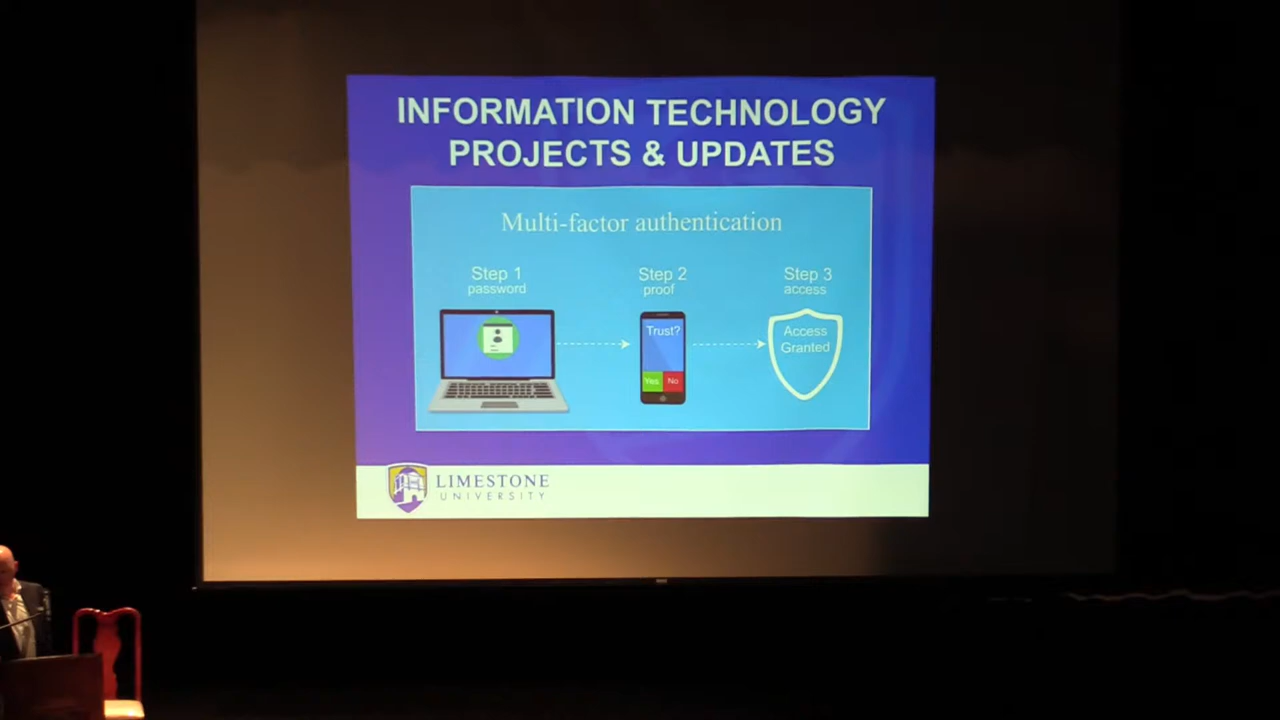 INFORMATION TECHNOLOGY
PROJECTS & UPDATES
Multi-factor authentication
Step 1
password
Step 2
proof
Step 3
access
Trust?
Yes
No
Access
Granted
LIMESTONE
UNIVERSITY